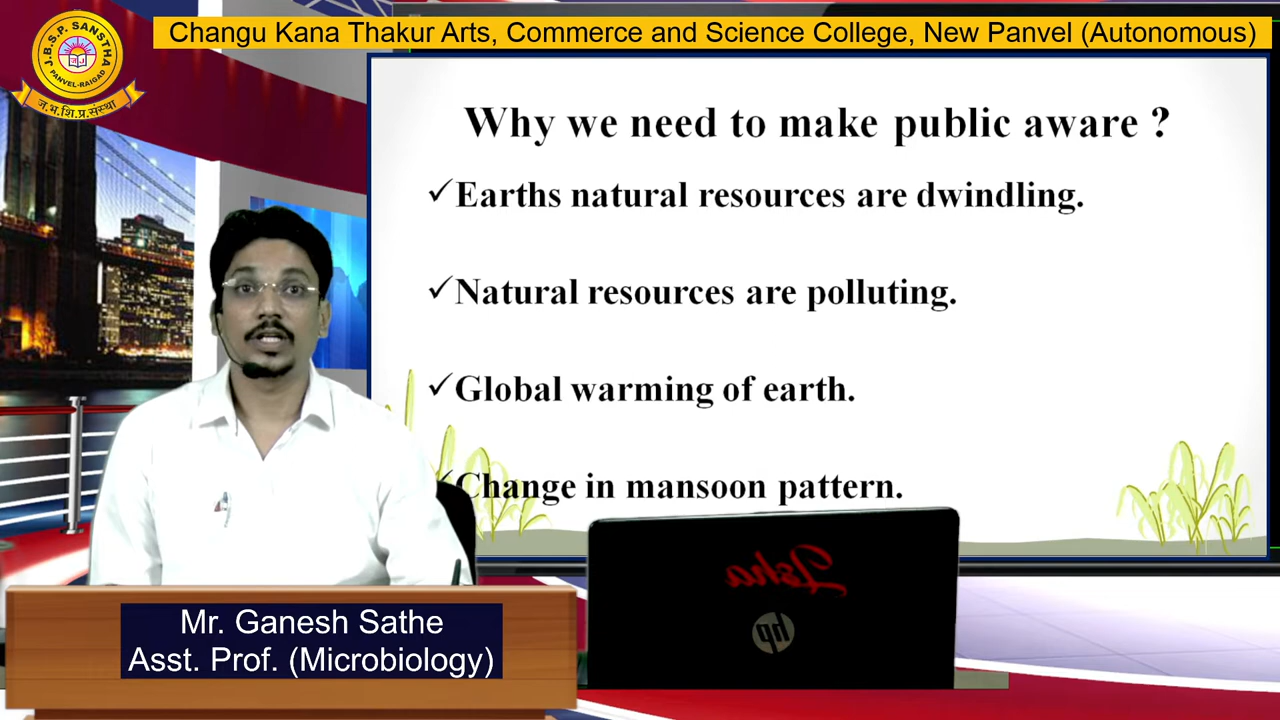 Changu Kana Thakur Arts, Commerce and Science College, New Panvel (Autonomous)
J.B.S.P. SANSTHA
PANVEL-RAIGAD
ज.भ.शि.प्र.संस्था
Why we need to make public aware ?
✓Earths natural resources are dwindling.
✓Natural resources are polluting.
✓Global warming of earth.
✓Change in mansoon pattern.
Isha
hp
Mr. Ganesh Sathe
Asst. Prof. (Microbiology)